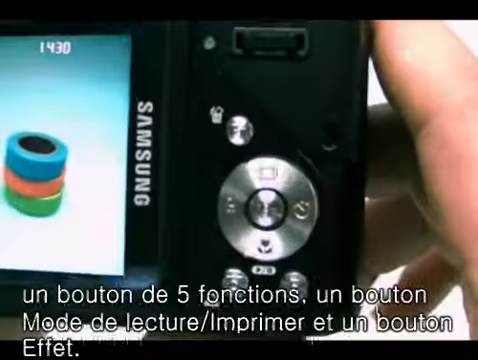 1430
SAMSUNG
un bouton de 5 fonctions, un bouton
Mode de lecture/Imprimer et un bouton
Effet.